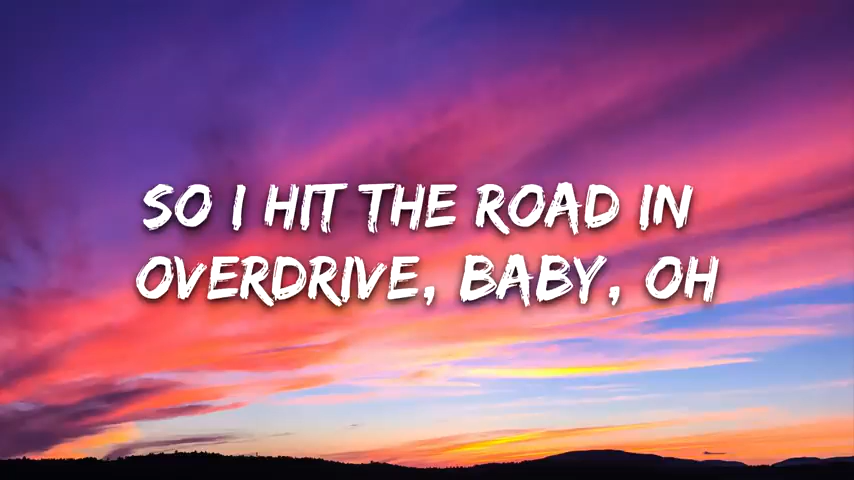 SO I HIT THE ROAD IN
OVERDRIVE, BABY, OH